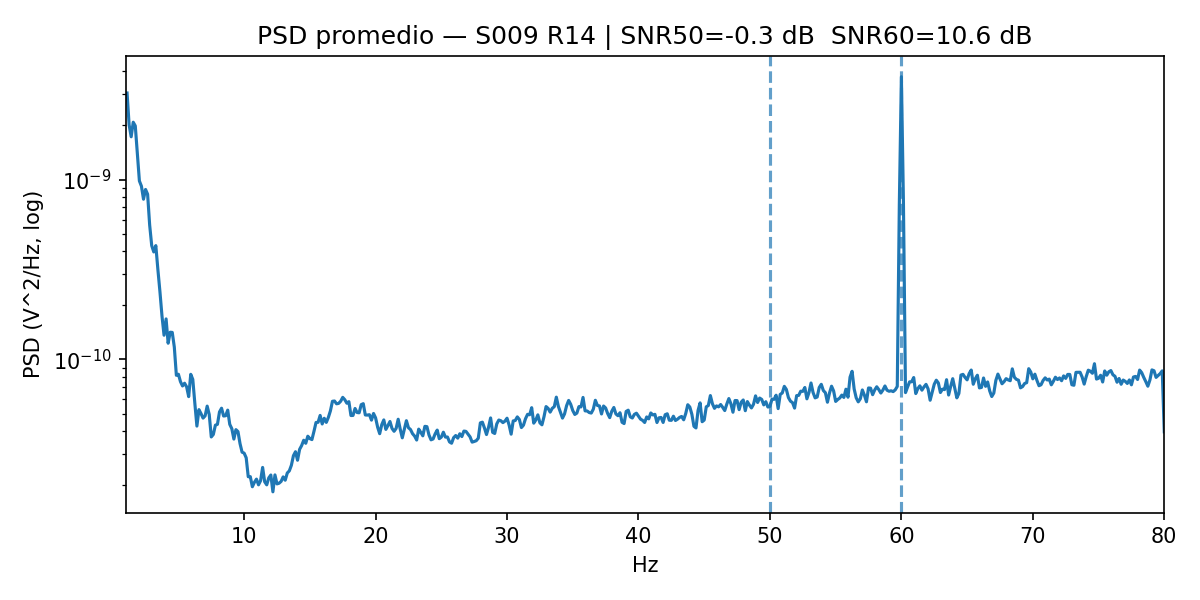 PSD promedio — S009 R14 | SNR50=-0.3 dB  SNR60=10.6 dB
PSD (V^2/Hz, log)
10^-9
10^-10
10 20 30 40 50 60 70 80
Hz